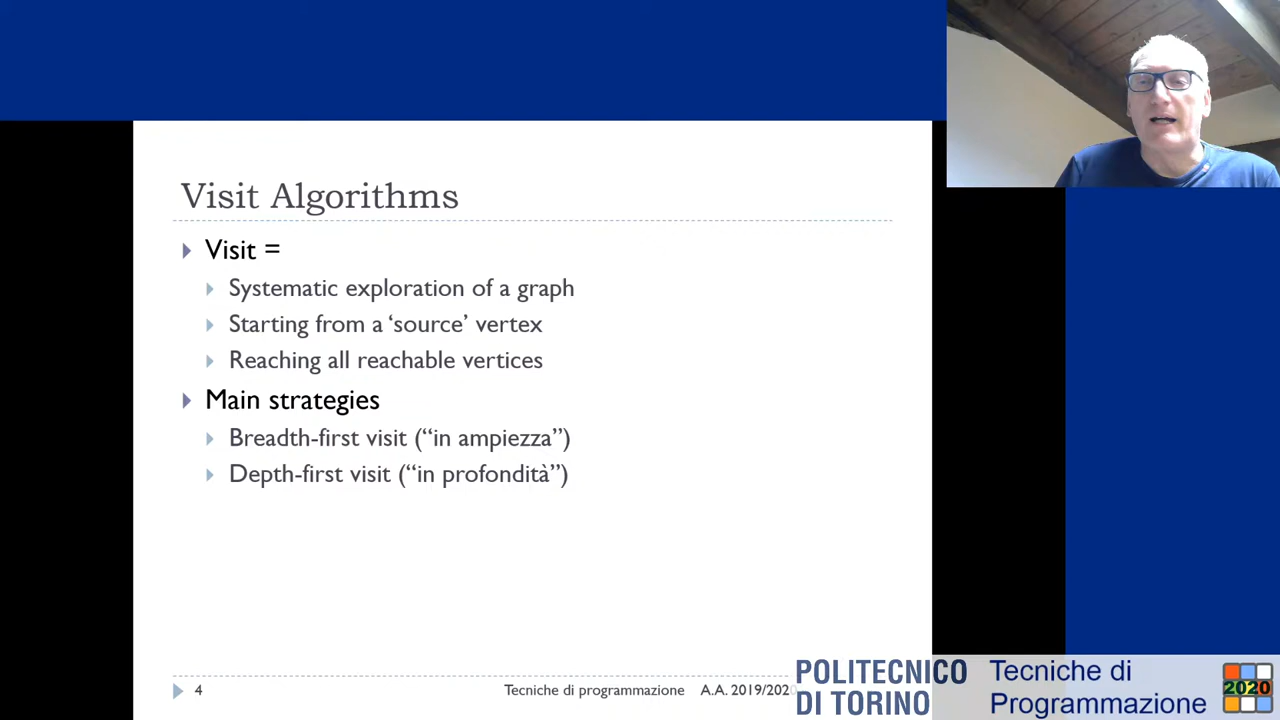 Visit Algorithms
Visit =
Systematic exploration of a graph
Starting from a ‘source’ vertex
Reaching all reachable vertices
Main strategies
Breadth-first visit (“in ampiezza”)
Depth-first visit (“in profondità”)
4
Tecniche di programmazione A.A. 2019/2020
POLITECNICO
DI TORINO
Tecniche di
Programmazione
2020